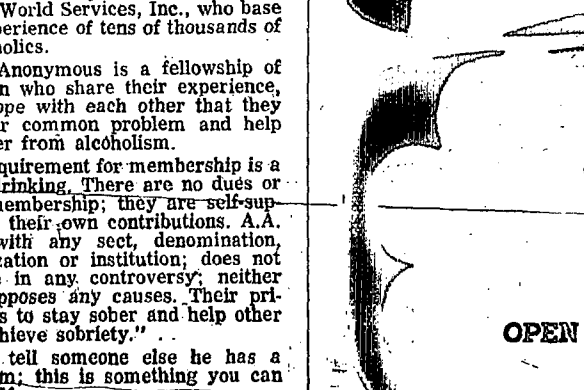 World Services, Inc., who base
perience of tens of thousands of
holics.
Anonymous is a fellowship of
n who share their experience,
ope with each other that they
r common problem and help
er from alcoholism.
quirement for membership is a
rinking. There are no dues or
membership; they are self-sup-
their own contributions. A.A.
with any sect, denomination,
ation or institution; does not
in any controversy; neither
pposes any causes. Their pri-
s to stay sober and help other
chieve sobriety." . .
tell someone else he has a
m; this is something you can
OPEN